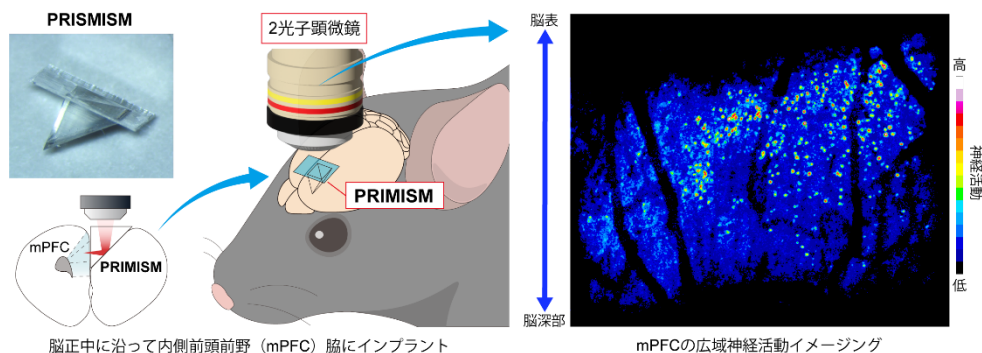 PRISMISM
2光子顕微鏡
PRIMISM
mPFC
PRIMISM
脳正中に沿って内側前頭前野（mPFC）脇にインプラント
脳表
脳深部
高
神経活動
低
mPFCの広域神経活動イメージング